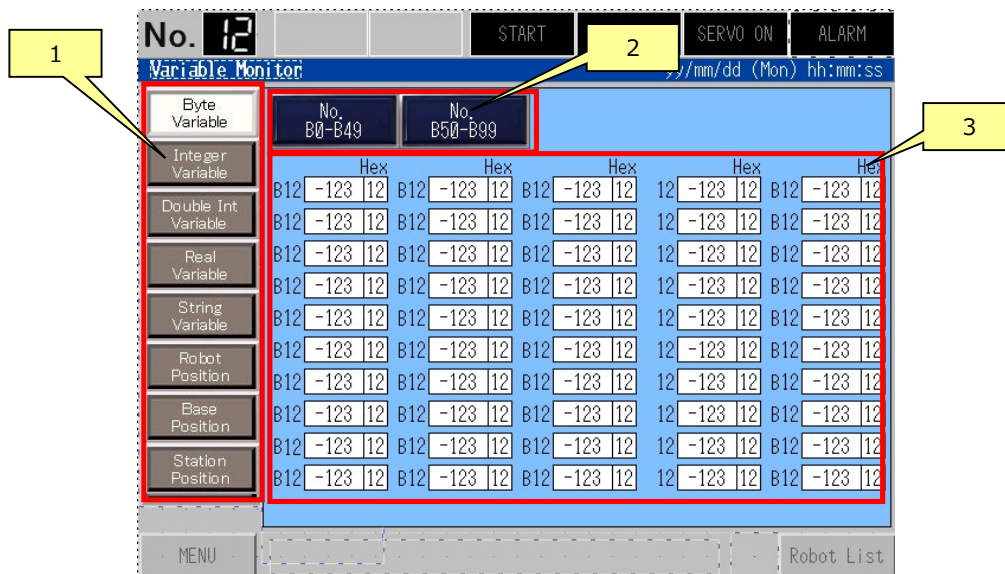 No. 12 START SERVO ON ALARM
1
2
Variable Monitor yy/mm/dd (Mon) hh:mm:ss
3
Byte
Variable
Integer
Variable
Double Int
Variable
Real
Variable
String
Variable
Robot
Position
Base
Position
Station
Position
No.
B0-B49
No.
B50-B99
Hex Hex Hex Hex Hex
B12 -123 12 B12 -123 12 B12 -123 12 12 -123 12 B12 -123 12
B12 -123 12 B12 -123 12 B12 -123 12 12 -123 12 B12 -123 12
B12 -123 12 B12 -123 12 B12 -123 12 12 -123 12 B12 -123 12
B12 -123 12 B12 -123 12 B12 -123 12 12 -123 12 B12 -123 12
B12 -123 12 B12 -123 12 B12 -123 12 12 -123 12 B12 -123 12
B12 -123 12 B12 -123 12 B12 -123 12 12 -123 12 B12 -123 12
B12 -123 12 B12 -123 12 B12 -123 12 12 -123 12 B12 -123 12
B12 -123 12 B12 -123 12 B12 -123 12 12 -123 12 B12 -123 12
B12 -123 12 B12 -123 12 B12 -123 12 12 -123 12 B12 -123 12
B12 -123 12 B12 -123 12 B12 -123 12 12 -123 12 B12 -123 12
MENU Robot List